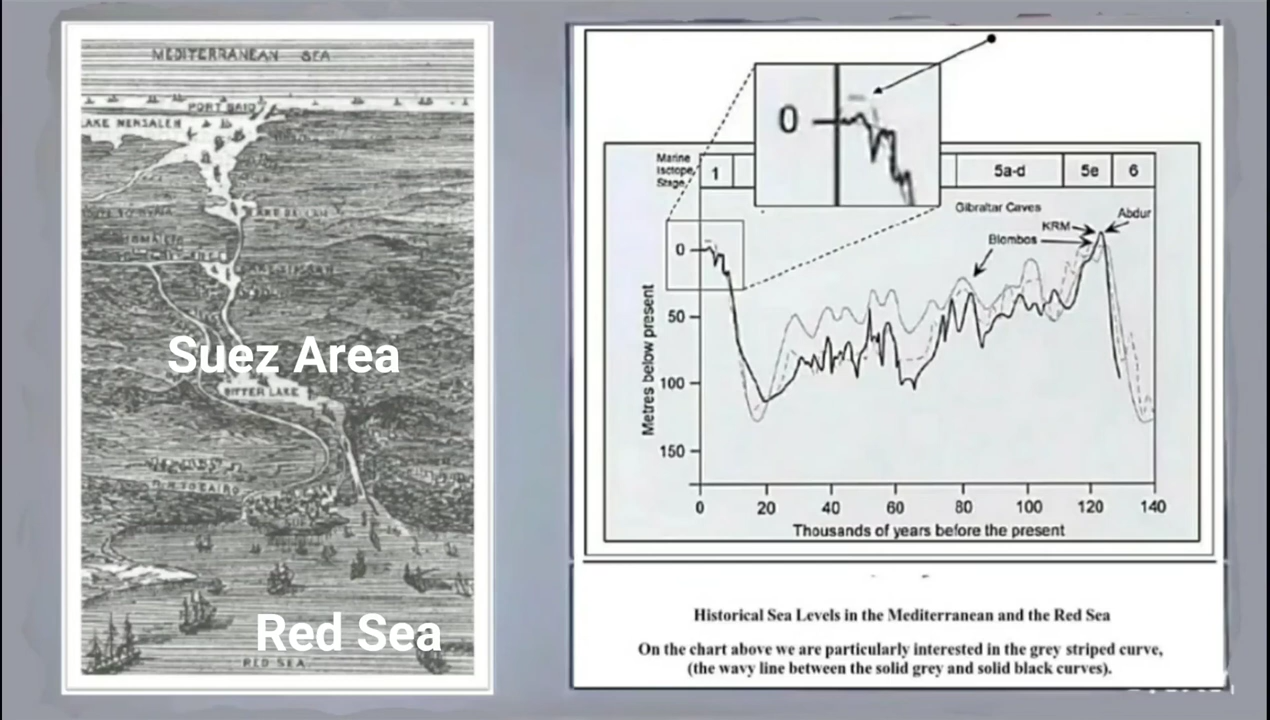 MEDITERRANEAN SEA
PORT SAID
LAKE MENSALEH
Suez Area
BITTER LAKE
Red Sea
RED SEA
0
Marine
Isotope
Stage
1
5a-d
5e
6
Gibraltar Caves
Abdur
KRM
Blombos
0
50
100
150
Metres below present
0
20
40
60
80
100
120
140
Thousands of years before the present
Historical Sea Levels in the Mediterranean and the Red Sea
On the chart above we are particularly interested in the grey striped curve,
(the wavy line between the solid grey and solid black curves).